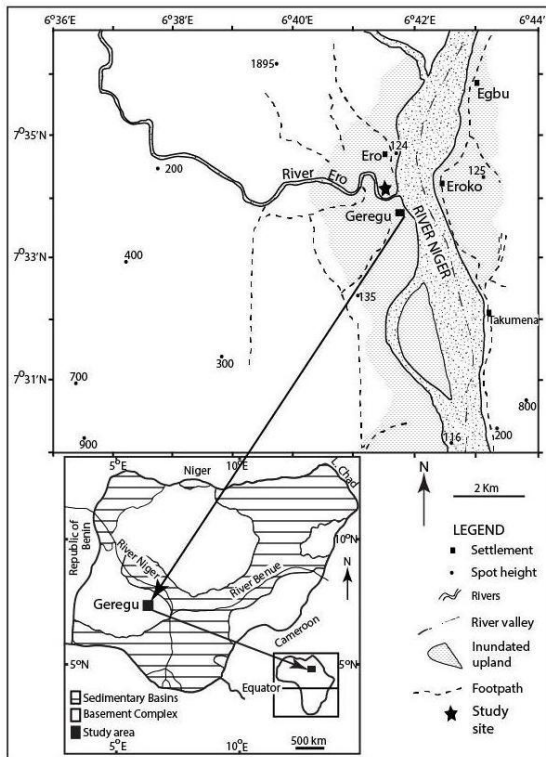 6°36'E
6°38'E
6°40'E
6°42'E
6°44'E
1895
Egbu
7°35'N
Ero
124
200
River Ero
125
Eroko
Geregu
7°33'N
RIVER NIGER
400
135
Takumena
300
7°31'N
700
800
900
116
200
5°E
Niger
10°E
L. Chad
N
2 Km
Republic of
Benin
10°N
River Niger
N
River Benue
Geregu
Cameroon
5°N
5°N
Equator
Sedimentary Basins
Basement Complex
Study area
500 km
5°E
10°E
LEGEND
Settlement
Spot height
Rivers
River valley
Inundated
upland
Footpath
Study
site